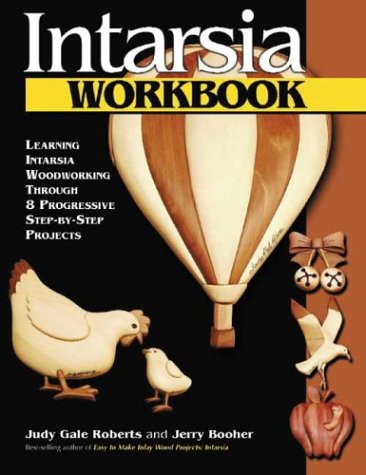 Intarsia
WORKBOOK
LEARNING
INTARSIA
WOODWORKING
THROUGH
8 PROGRESSIVE
STEP-BY-STEP
PROJECTS
Judy Gale Roberts and Jerry Booher
Best-selling author of Easy to Make Inlay Wood Projects: Intarsia